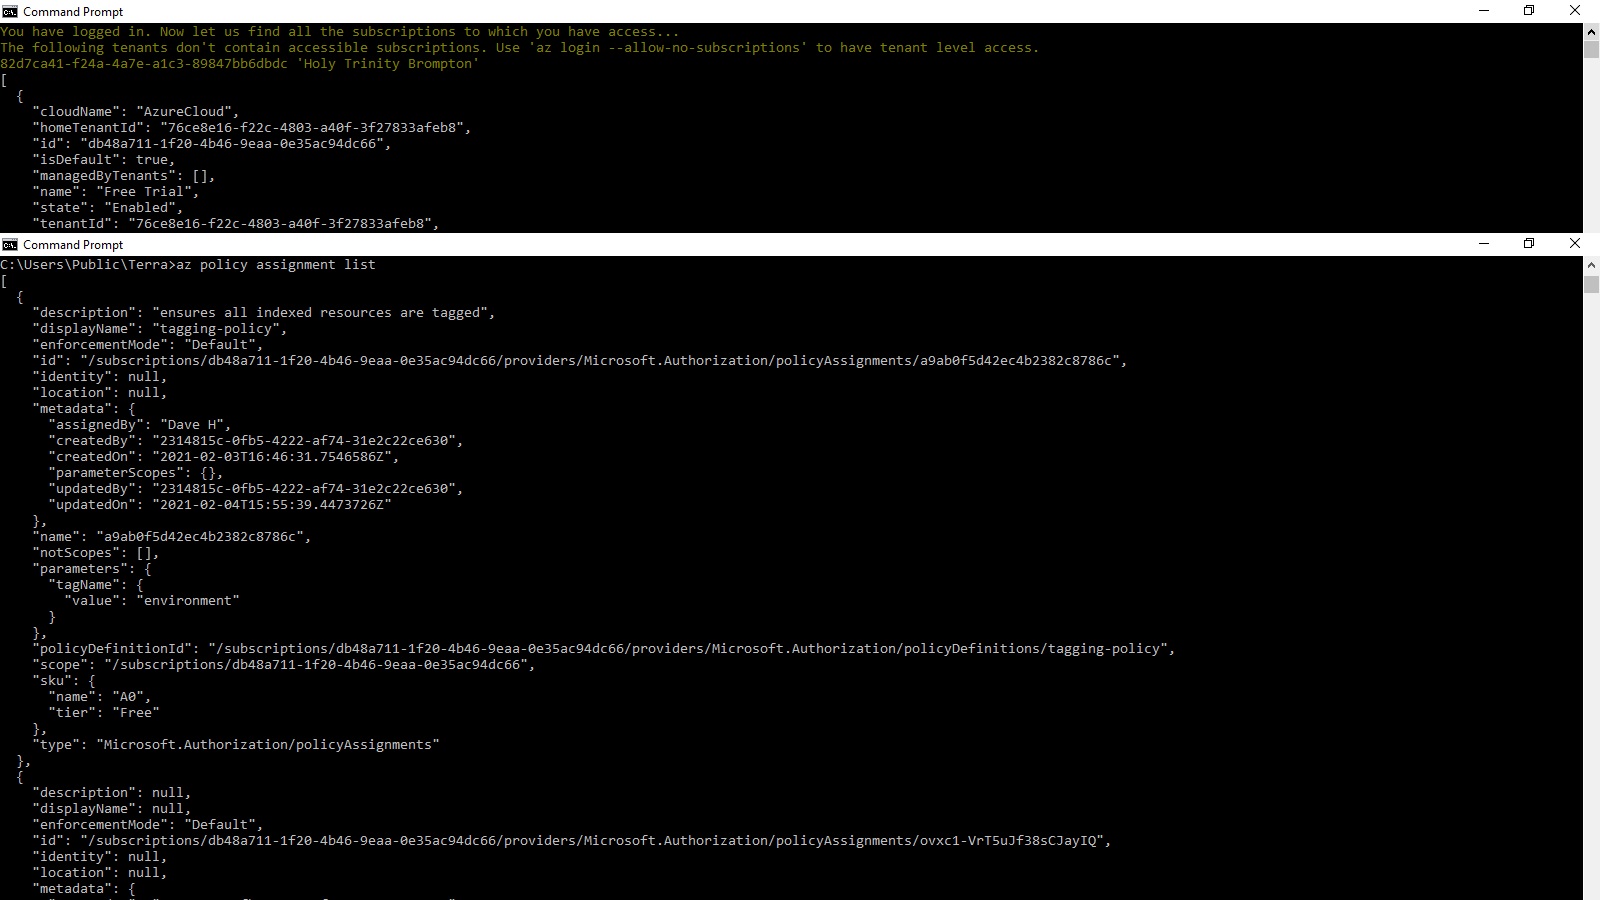 Command Prompt
You have logged in. Now let us find all the subscriptions to which you have access...
The following tenants don't contain accessible subscriptions. Use 'az login --allow-no-subscriptions' to have tenant level access.
82d7ca41-f24a-4a7e-a1c3-89847bb6dbdc 'Holy Trinity Brompton'
[
  {
    "cloudName": "AzureCloud",
    "homeTenantId": "76ce8e16-f22c-4803-a40f-3f27833afeb8",
    "id": "db48a711-1f20-4b46-9eaa-0e35ac94dc66",
    "isDefault": true,
    "managedByTenants": [],
    "name": "Free Trial",
    "state": "Enabled",
    "tenantId": "76ce8e16-f22c-4803-a40f-3f27833afeb8",
Command Prompt
C:\Users\Public\Terra>az policy assignment list
[
  {
    "description": "ensures all indexed resources are tagged",
    "displayName": "tagging-policy",
    "enforcementMode": "Default",
    "id": "/subscriptions/db48a711-1f20-4b46-9eaa-0e35ac94dc66/providers/Microsoft.Authorization/policyAssignments/a9ab0f5d42ec4b2382c8786c",
    "identity": null,
    "location": null,
    "metadata": {
      "assignedBy": "Dave H",
      "createdBy": "2314815c-0fb5-4222-af74-31e2c22ce630",
      "createdOn": "2021-02-03T16:46:31.7546586Z",
      "parameterScopes": {},
      "updatedBy": "2314815c-0fb5-4222-af74-31e2c22ce630",
      "updatedOn": "2021-02-04T15:55:39.4473726Z"
    },
    "name": "a9ab0f5d42ec4b2382c8786c",
    "notScopes": [],
    "parameters": {
      "tagName": {
        "value": "environment"
      }
    },
    "policyDefinitionId": "/subscriptions/db48a711-1f20-4b46-9eaa-0e35ac94dc66/providers/Microsoft.Authorization/policyDefinitions/tagging-policy",
    "scope": "/subscriptions/db48a711-1f20-4b46-9eaa-0e35ac94dc66",
    "sku": {
      "name": "A0",
      "tier": "Free"
    },
    "type": "Microsoft.Authorization/policyAssignments"
  },
  {
    "description": null,
    "displayName": null,
    "enforcementMode": "Default",
    "id": "/subscriptions/db48a711-1f20-4b46-9eaa-0e35ac94dc66/providers/Microsoft.Authorization/policyAssignments/ovxc1-VrT5uJf38sCJayIQ",
    "identity": null,
    "location": null,
    "metadata": {